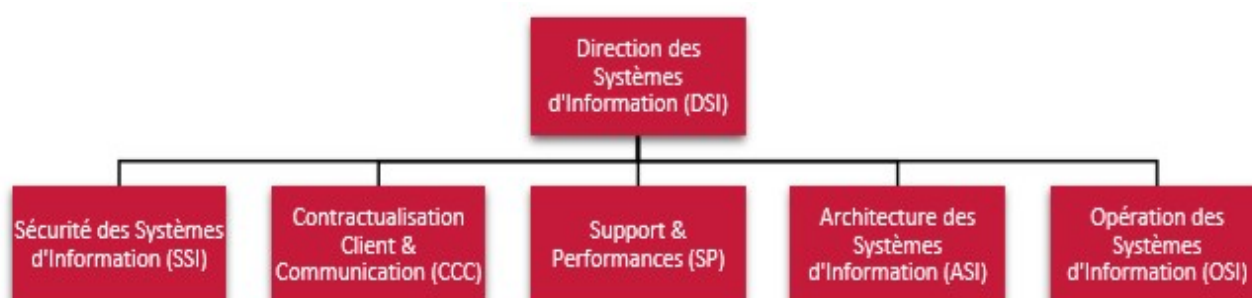 Direction des
Systèmes
d'Information (DSI)
Sécurité des Systèmes
d'Information (SSI)
Contractualisation
Client &
Communication (CCC)
Support &
Performances (SP)
Architecture des
Systèmes
d'Information (ASI)
Opération des
Systèmes
d'Information (OSI)